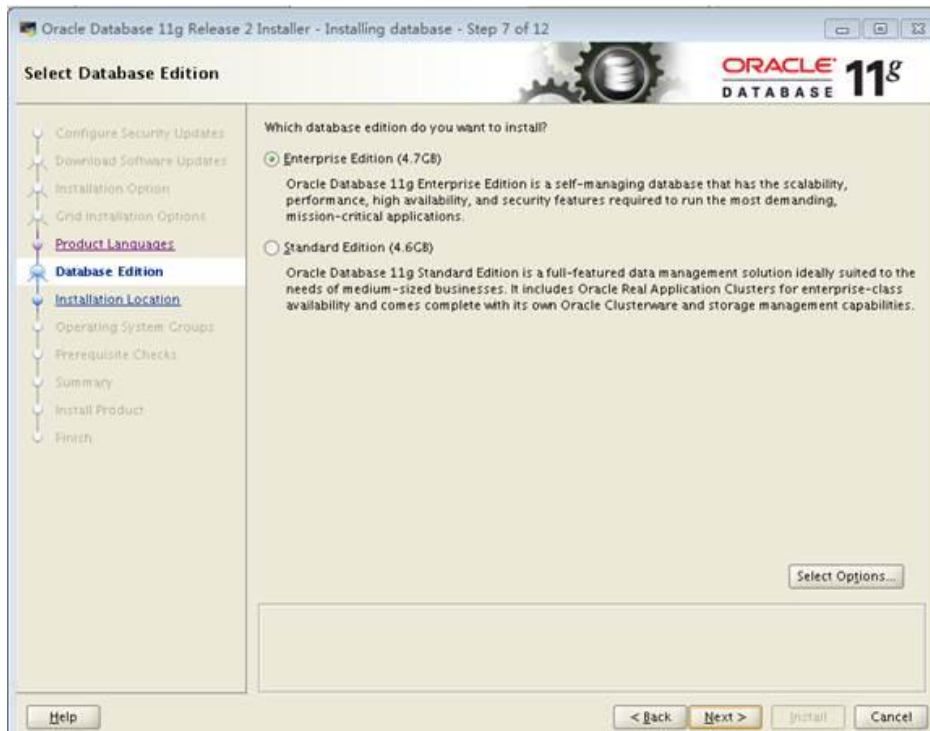 Oracle Database 11g Release 2 Installer - Installing database - Step 7 of 12
Select Database Edition
ORACLE
DATABASE
11g
Configure Security Updates
Download Software Updates
Installation Option
Grid Installation Options
Product Languages
Database Edition
Installation Location
Operating System Groups
Prerequisite Checks
Summary
Install Product
Finish
Which database edition do you want to install?
Enterprise Edition (4.7GB)
Oracle Database 11g Enterprise Edition is a self-managing database that has the scalability,
performance, high availability, and security features required to run the most demanding,
mission-critical applications.
Standard Edition (4.6GB)
Oracle Database 11g Standard Edition is a full-featured data management solution ideally suited to the
needs of medium-sized businesses. It includes Oracle Real Application Clusters for enterprise-class
availability and comes complete with its own Oracle Clusterware and storage management capabilities.
Select Options...
Help
< Back
Next >
Install
Cancel